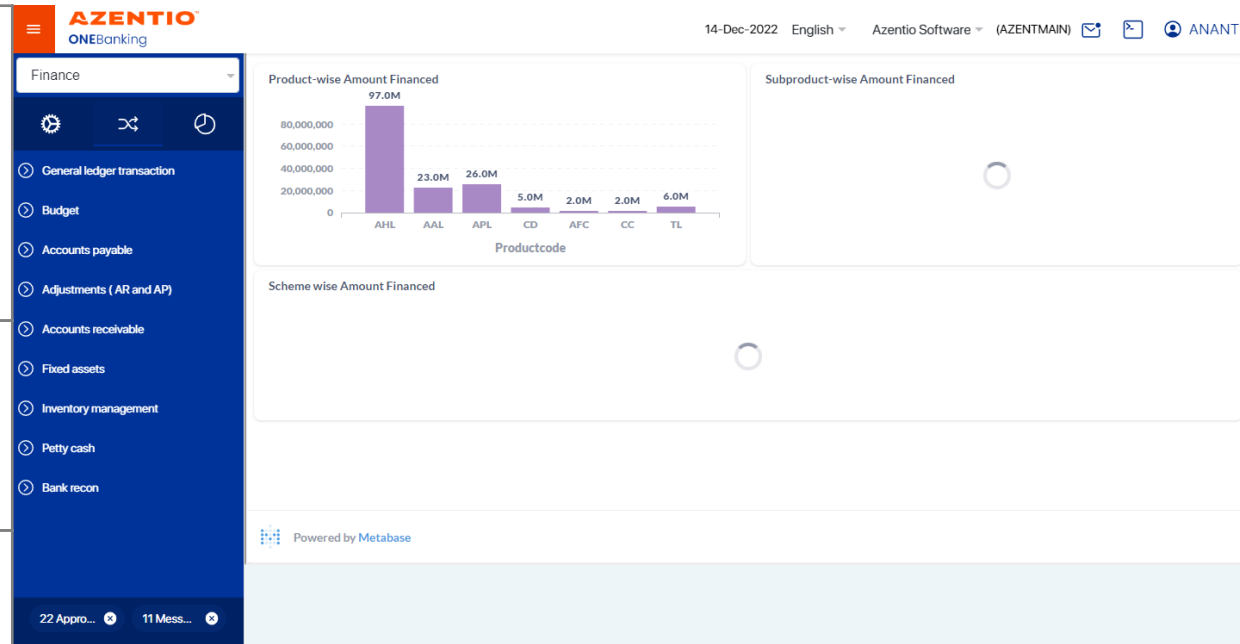 AZENTIO™
ONEBanking
14-Dec-2022 English Azentio Software (AZENTMAIN) ANANT
Finance
General ledger transaction
Budget
Accounts payable
Adjustments ( AR and AP)
Accounts receivable
Fixed assets
Inventory management
Petty cash
Bank recon
22 Appro... 11 Mess...
Product-wise Amount Financed
97.0M
80,000,000
60,000,000
40,000,000
23.0M 26.0M
20,000,000
5.0M 2.0M 2.0M 6.0M
0
AHL AAL APL CD AFC CC TL
Productcode
Subproduct-wise Amount Financed
Scheme wise Amount Financed
Powered by Metabase